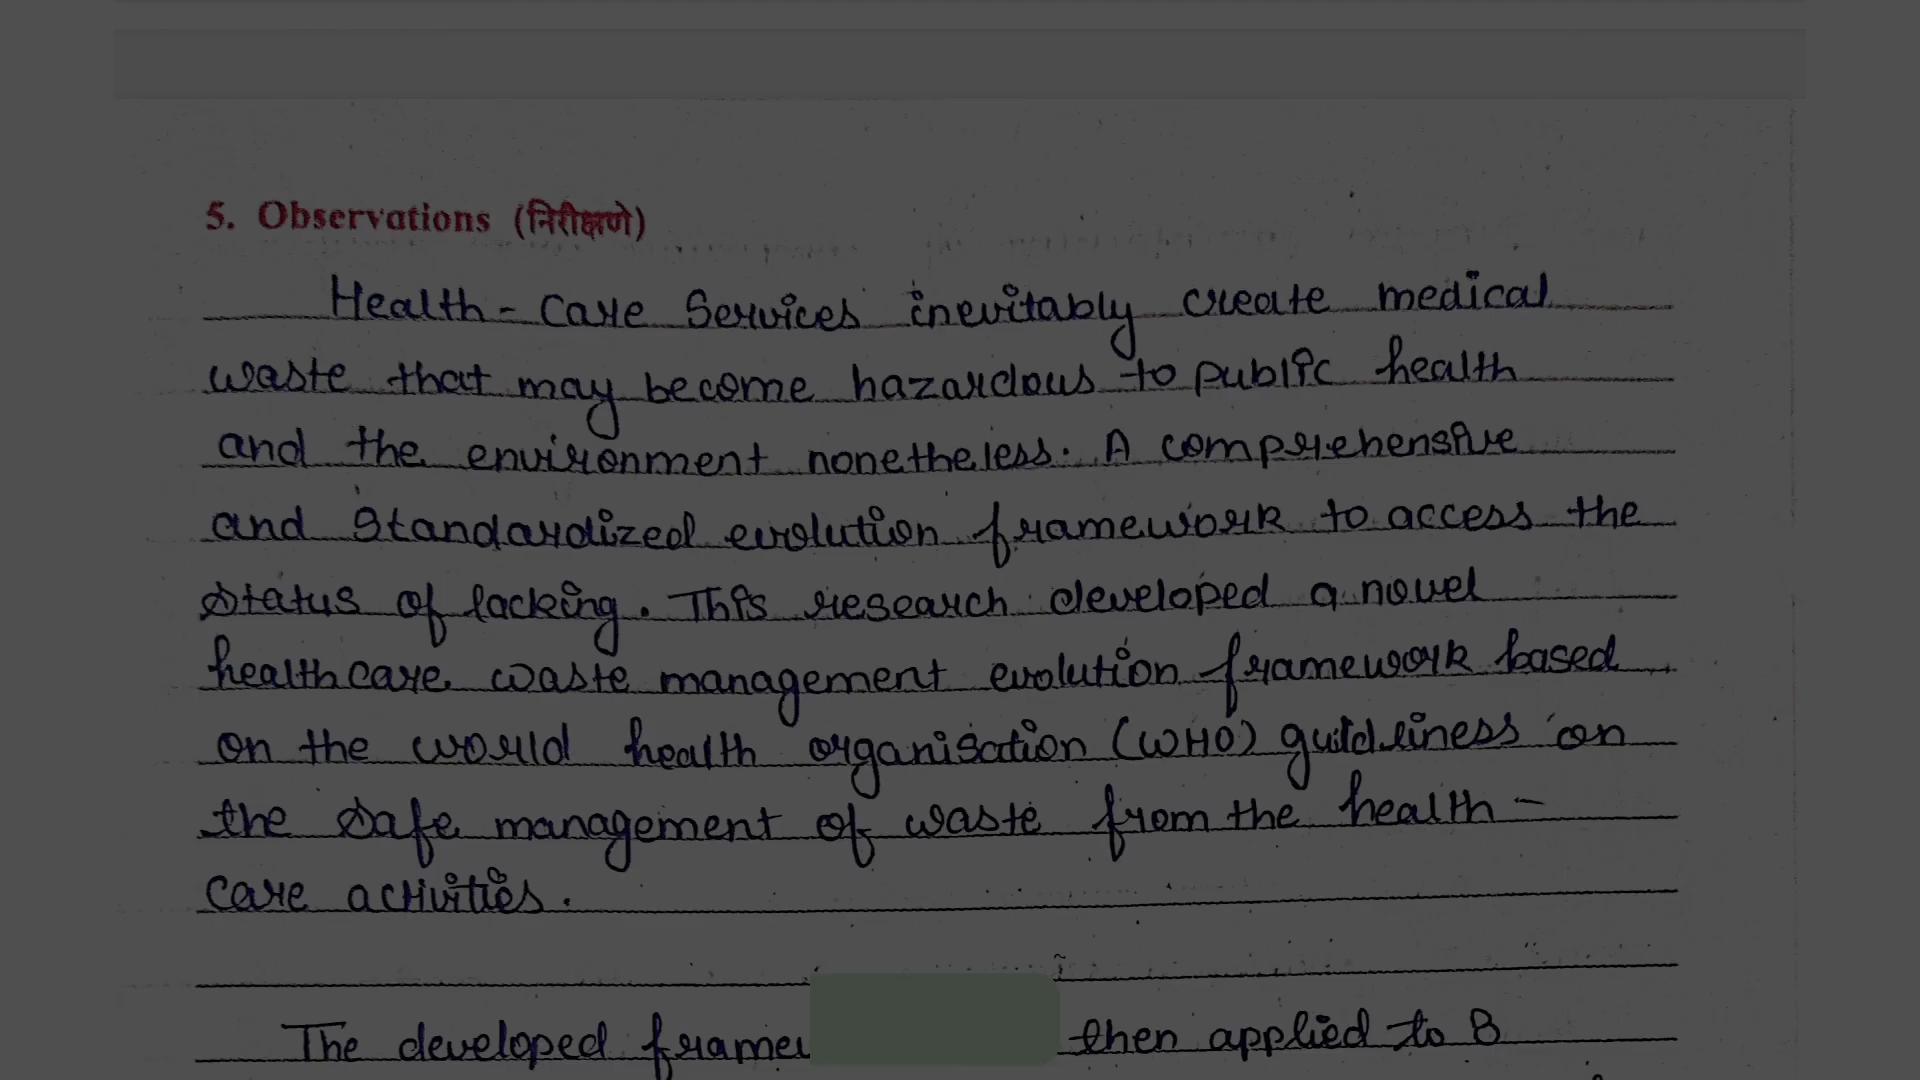 5. Observations (निरीक्षणे)
Health - Care Services inevitably create medical
waste that may become hazardous to public health
and the environment nonetheless. A comprehensive
and standardized evolution framework to access the
status of lacking. This research developed a novel
healthcare waste management evolution framework based
on the world health organisation (WHO) guildliness on
the safe management of waste from the health -
care activities.
The developed then applied to 8